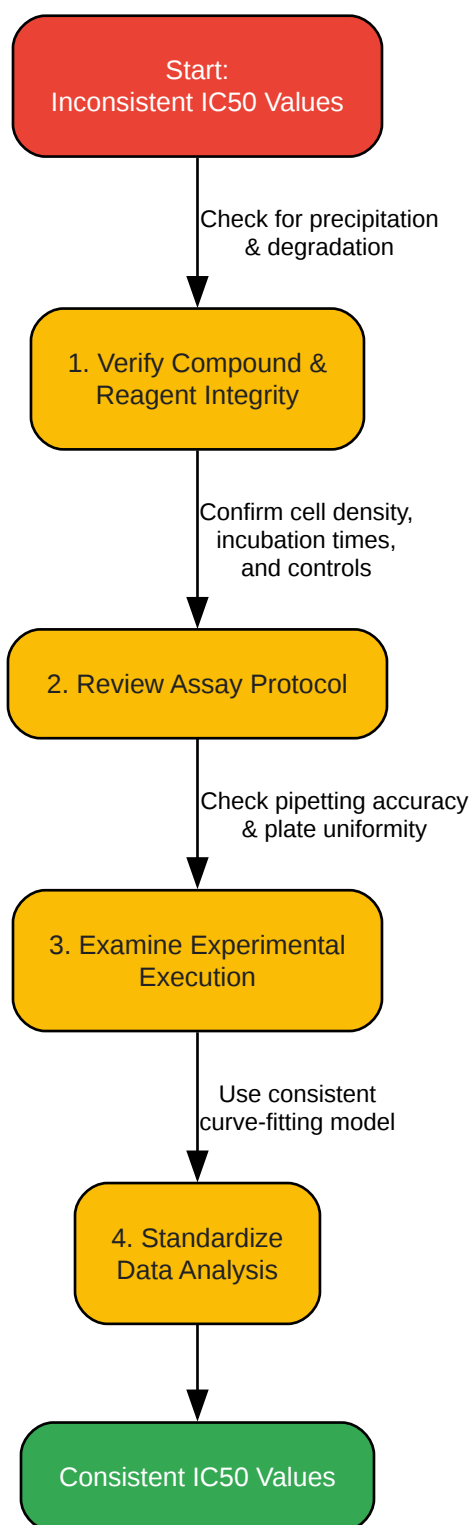 Start:
Inconsistent IC50 Values
Check for precipitation
& degradation
1. Verify Compound &
Reagent Integrity
Confirm cell density,
incubation times,
and controls
2. Review Assay Protocol
Check pipetting accuracy
& plate uniformity
3. Examine Experimental
Execution
Use consistent
curve-fitting model
4. Standardize
Data Analysis
Consistent IC50 Values